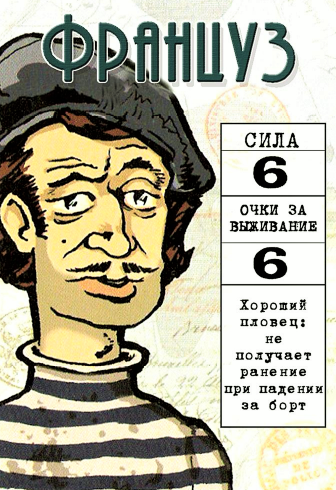 ФРАНЦУЗ
СИЛА
6
ОЧКИ ЗА
ВЫЖИВАНИЕ
6
Хороший
пловец:
не
получает
ранение
при падении
за борт